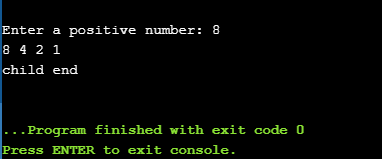 Enter a positive number: 8
8 4 2 1
child end
...Program finished with exit code 0
Press ENTER to exit console.